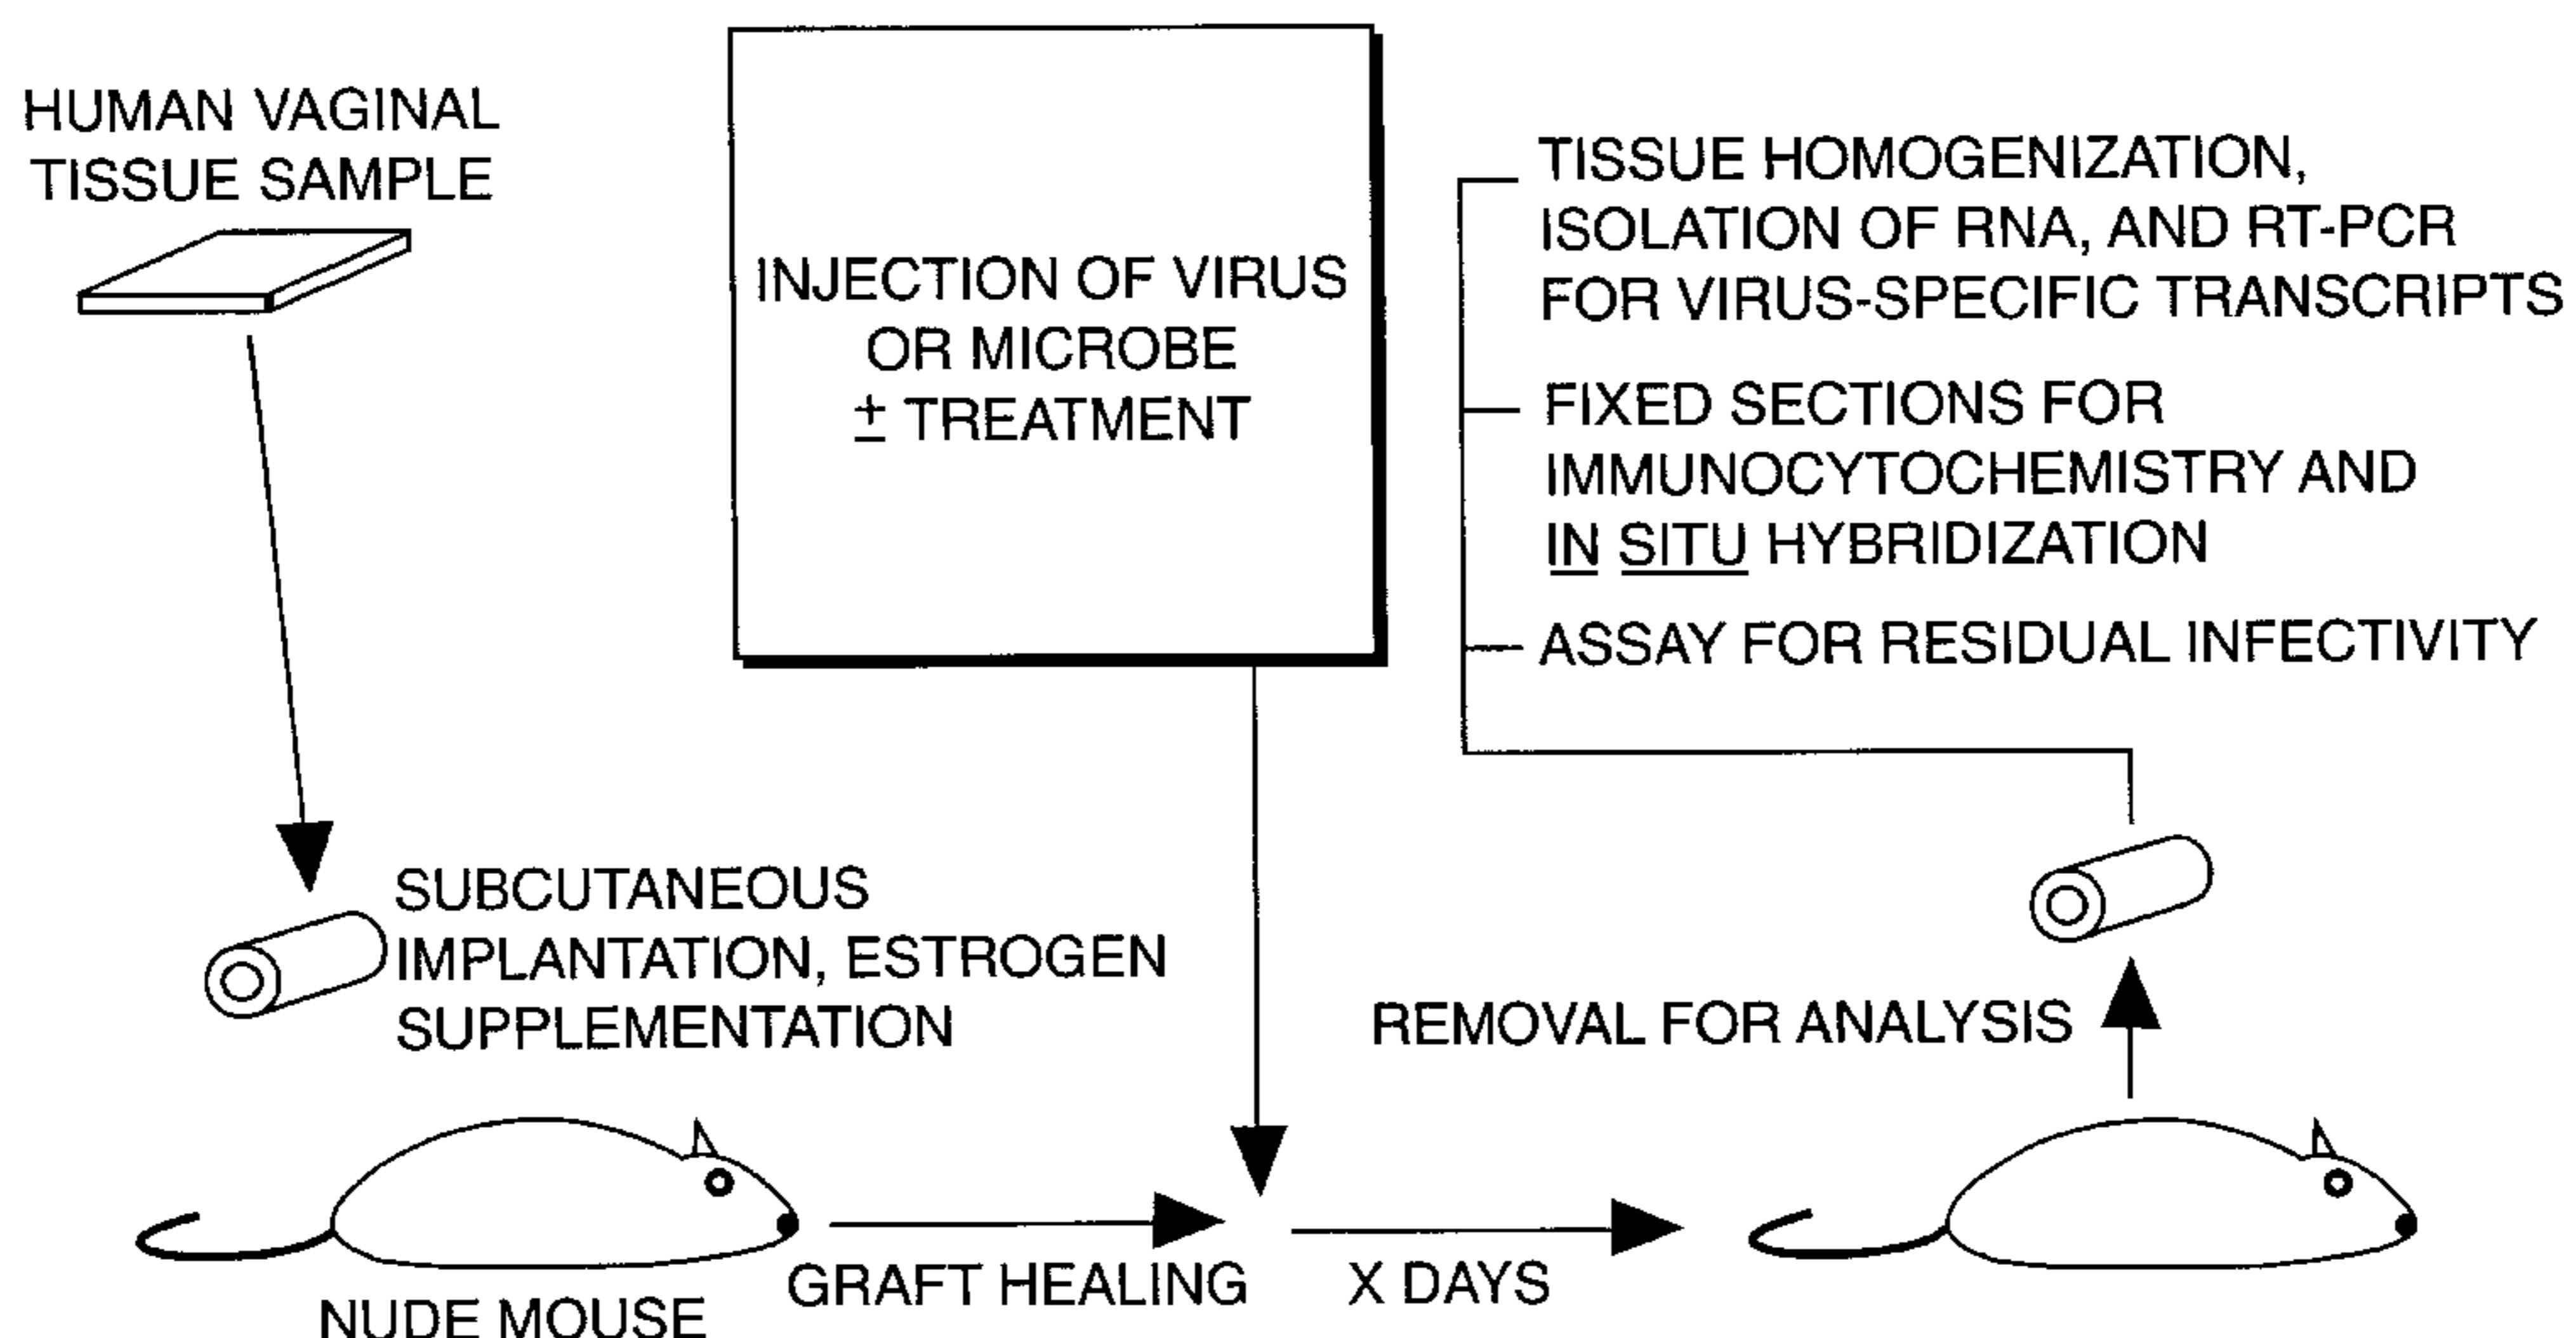 HUMAN VAGINAL
TISSUE SAMPLE
INJECTION OF VIRUS
OR MICROBE
± TREATMENT
TISSUE HOMOGENIZATION,
ISOLATION OF RNA, AND RT-PCR
FOR VIRUS-SPECIFIC TRANSCRIPTS
FIXED SECTIONS FOR
IMMUNOCYTOCHEMISTRY AND
IN SITU HYBRIDIZATION
ASSAY FOR RESIDUAL INFECTIVITY
SUBCUTANEOUS
IMPLANTATION, ESTROGEN
SUPPLEMENTATION
REMOVAL FOR ANALYSIS
NUDE MOUSE
GRAFT HEALING
X DAYS